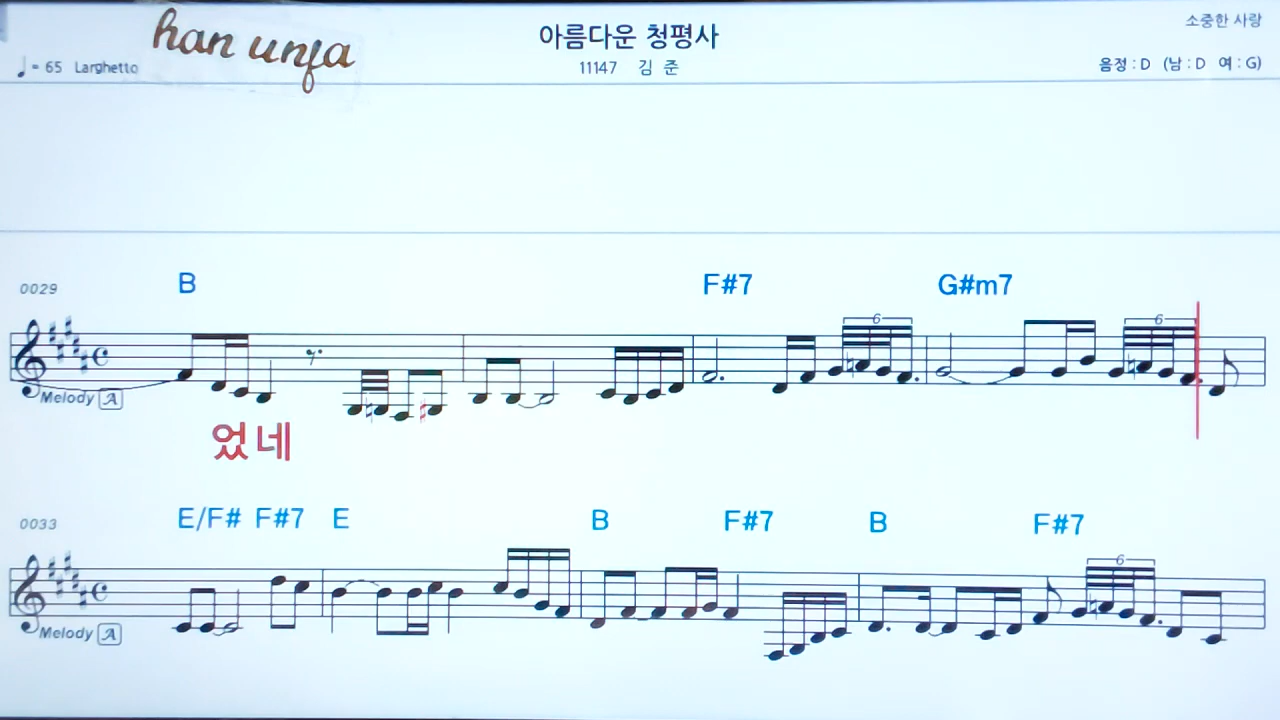 han unja
아름다운 청평사
소중한 사랑
♩= 65 Larghetto
11147 김 준
음정 : D (남 : D 여 : G)
0029
B F#7 G#m7
6 6
Melody A
었 네
0033
E/F# F#7 E B F#7 B F#7
6
Melody A